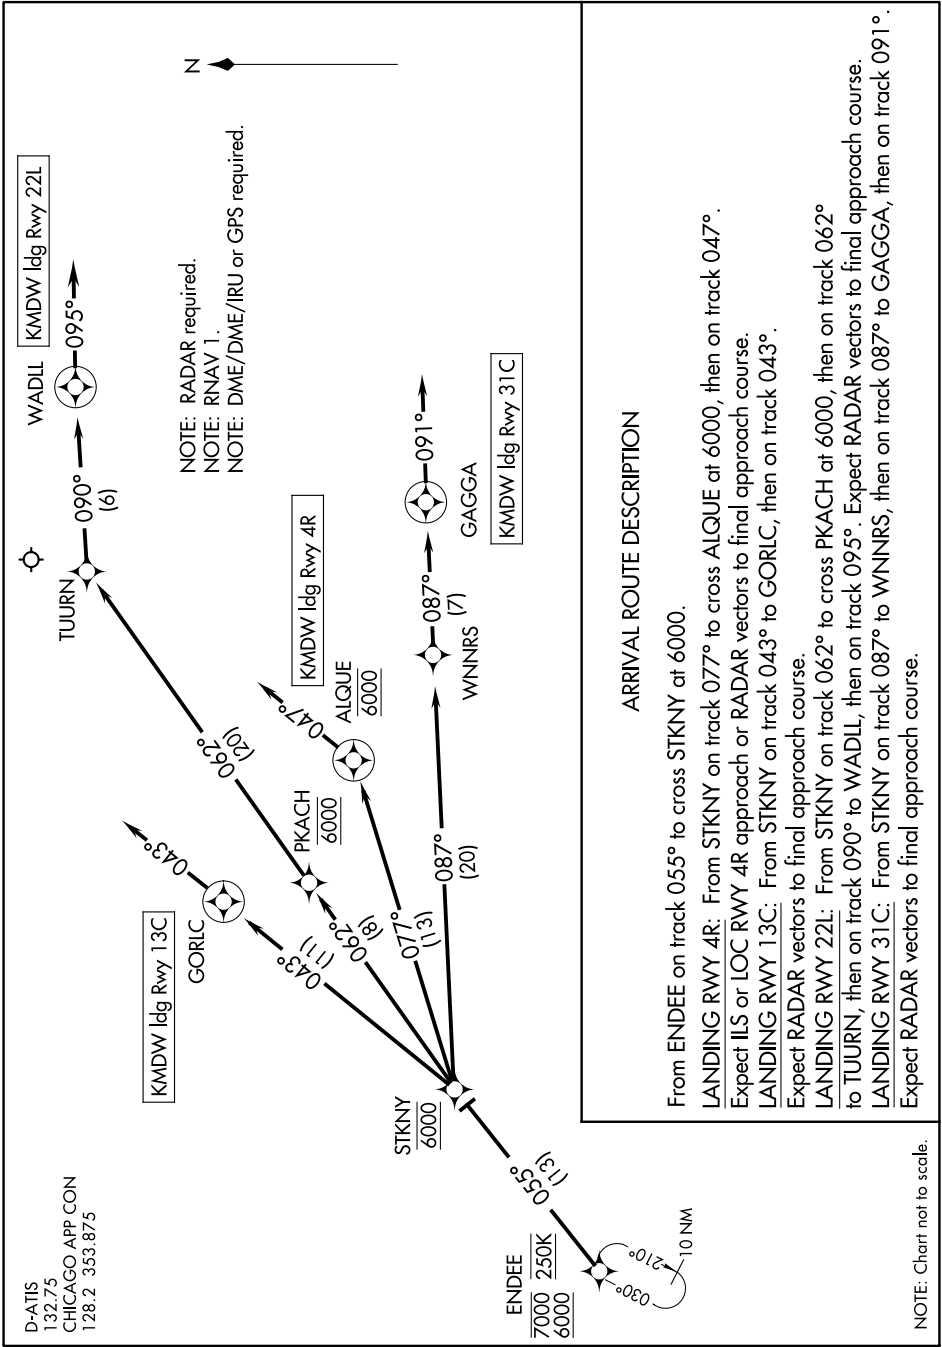 D-ATIS
132.75
CHICAGO APP CON
128.2 353.875
KMDW ldg Rwy 22L
WADLL
095°
090°
(6)
TUURN
N
NOTE: RADAR required.
NOTE: RNAV 1.
NOTE: DME/DME/IRU or GPS required.
KMDW ldg Rwy 13C
GORLC
043°
043°
(11)
062°
(20)
PKACH
6000
062°
(8)
KMDW ldg Rwy 4R
ALQUE
6000
047°
077°
(13)
GAGGA
KMDW ldg Rwy 31C
091°
087°
(7)
WNNRS
087°
(20)
STKNY
6000
055°
(13)
ENDEE
7000 250K
6000
030°
210°
10 NM
ARRIVAL ROUTE DESCRIPTION
From ENDEE on track 055° to cross STKNY at 6000.
LANDING RWY 4R: From STKNY on track 077° to cross ALQUE at 6000, then on track 047°.
Expect ILS or LOC RWY 4R approach or RADAR vectors to final approach course.
LANDING RWY 13C: From STKNY on track 043° to GORLC, then on track 043°.
Expect RADAR vectors to final approach course.
LANDING RWY 22L: From STKNY on track 062° to cross PKACH at 6000, then on track 062°
to TUURN, then on track 090° to WADLL, then on track 095°. Expect RADAR vectors to final approach course.
LANDING RWY 31C: From STKNY on track 087° to WNNRS, then on track 087° to GAGGA, then on track 091°.
Expect RADAR vectors to final approach course.
NOTE: Chart not to scale.